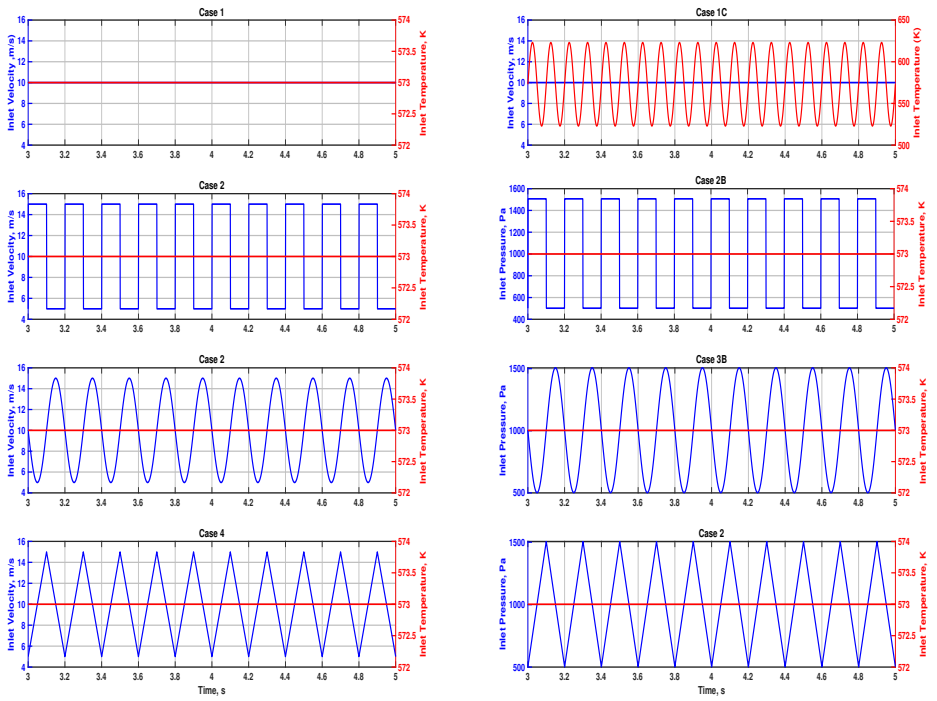 Case 1
16
14
12
10
8
6
4
Inlet Velocity ,m/s)
574
573.5
573
572.5
572
Inlet Temperature, K
3 3.2 3.4 3.6 3.8 4 4.2 4.4 4.6 4.8 5
Case 1C
16
14
12
10
8
6
4
Inlet Velocity, m/s
650
600
550
500
Inlet Temperature (K)
3 3.2 3.4 3.6 3.8 4 4.2 4.4 4.6 4.8 5
Case 2
16
14
12
10
8
6
4
Inlet Velocity, m/s
574
573.5
573
572.5
572
Inlet Temperature, K
3 3.2 3.4 3.6 3.8 4 4.2 4.4 4.6 4.8 5
Case 2B
1600
1400
1200
1000
800
600
400
Inlet Pressure, Pa
574
573.5
573
572.5
572
Inlet Temperature, K
3 3.2 3.4 3.6 3.8 4 4.2 4.4 4.6 4.8 5
Case 2
16
14
12
10
8
6
4
Inlet Velocity, m/s
574
573.5
573
572.5
572
Inlet Temperature, K
3 3.2 3.4 3.6 3.8 4 4.2 4.4 4.6 4.8 5
Case 3B
1500
1000
500
Inlet Pressure, Pa
574
573.5
573
572.5
572
Inlet Temperature, K
3 3.2 3.4 3.6 3.8 4 4.2 4.4 4.6 4.8 5
Case 4
16
14
12
10
8
6
4
Inlet Velocity, m/s
574
573.5
573
572.5
572
Inlet Temperature, K
3 3.2 3.4 3.6 3.8 4 4.2 4.4 4.6 4.8 5
Time, s
Case 2
1500
1000
500
Inlet Pressure, Pa
574
573.5
573
572.5
572
Inlet Temperature, K
3 3.2 3.4 3.6 3.8 4 4.2 4.4 4.6 4.8 5
Time, s